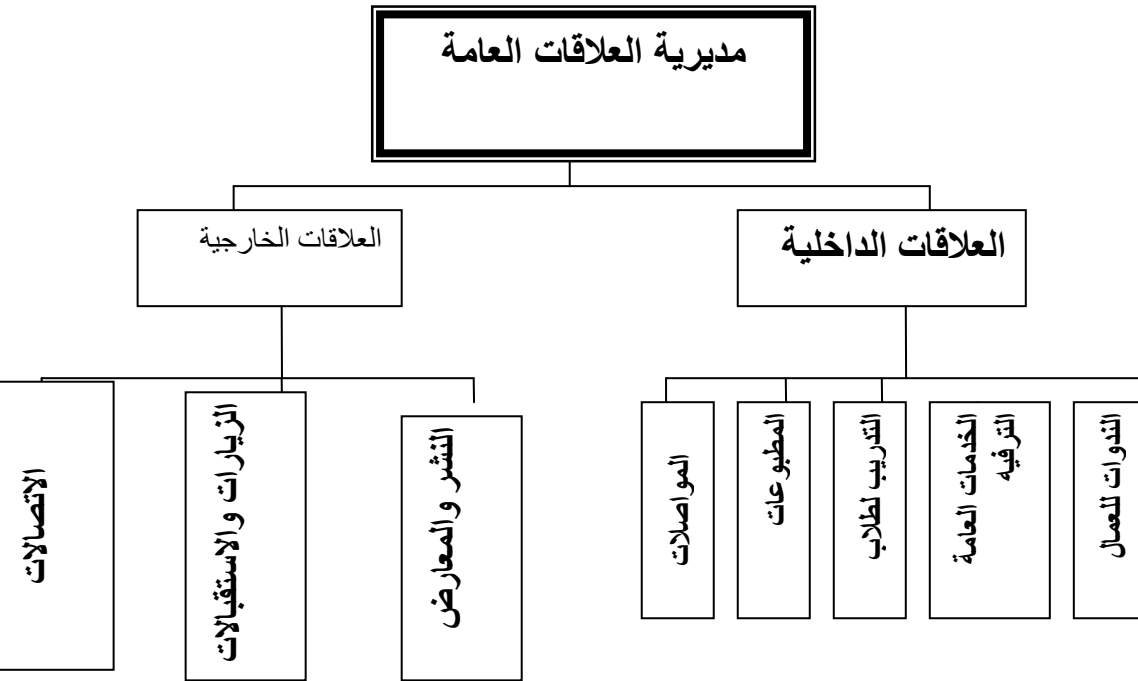 مديرية العلاقات العامة
العلاقات الداخلية
العلاقات الخارجية
الندوات للعمال
الترفيه
الخدمات العامة
التدريب لطلاب
المطبوعات
المواصلات
النشر والمعارض
الزيارات والاستقبالات
الاتصالات